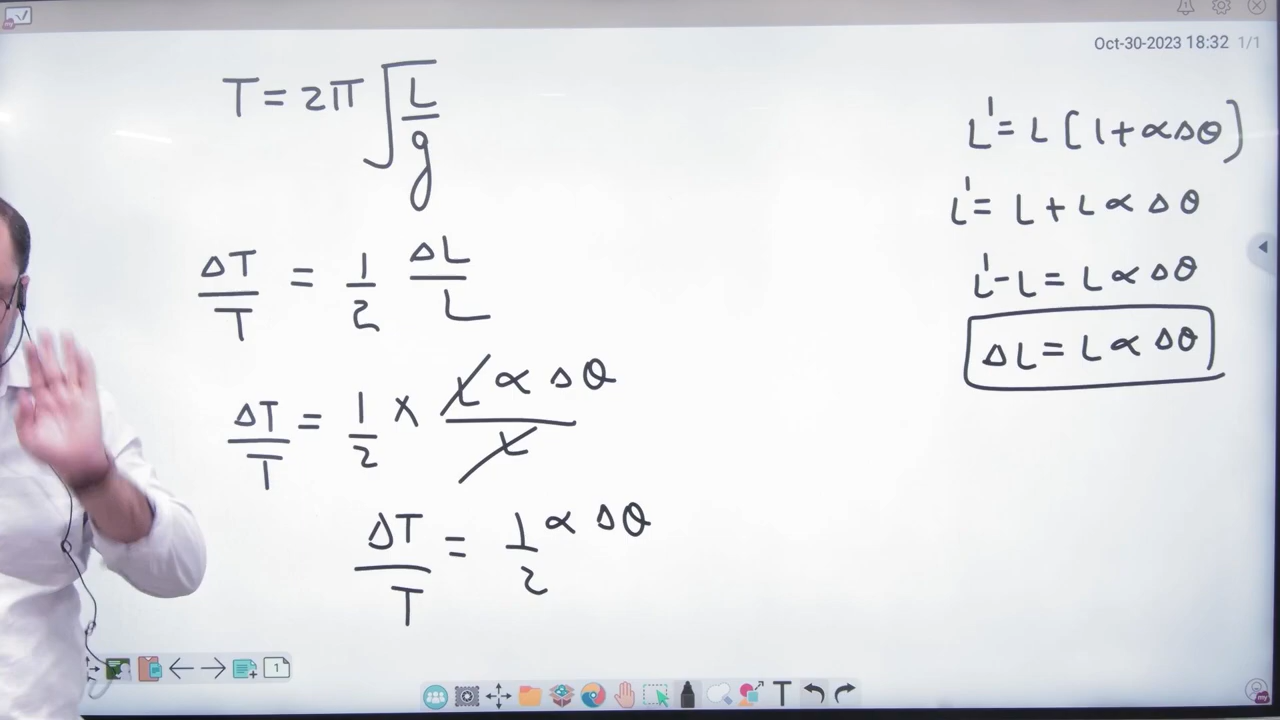 Oct-30-2023 18:32 1/1
T = 2π √(L/g)
ΔT/T = 1/2 ΔL/L
ΔT/T = 1/2 × L α Δθ / L
ΔT/T = 1/2 α Δθ
L' = L [1 + α Δθ)
L' = L + L α Δθ
L' - L = L α Δθ
ΔL = L α Δθ
1
T